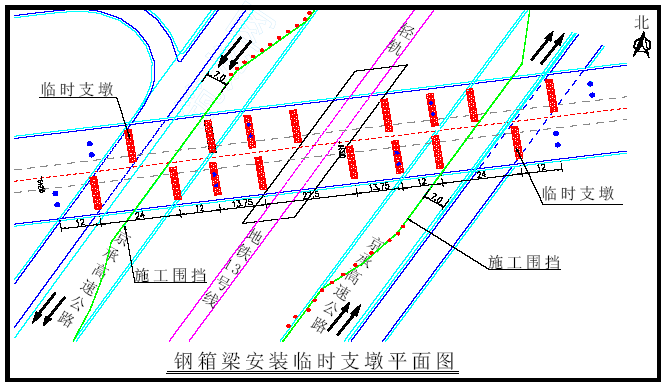 北
轻轨
7.0
临时支墩
临时支墩
12
24
12
13.75
22.5
13.75
12
24
12
7.0
施工围挡
施工围挡
京承高速公路
地铁13号线
京承高速公路
钢箱梁安装临时支墩平面图